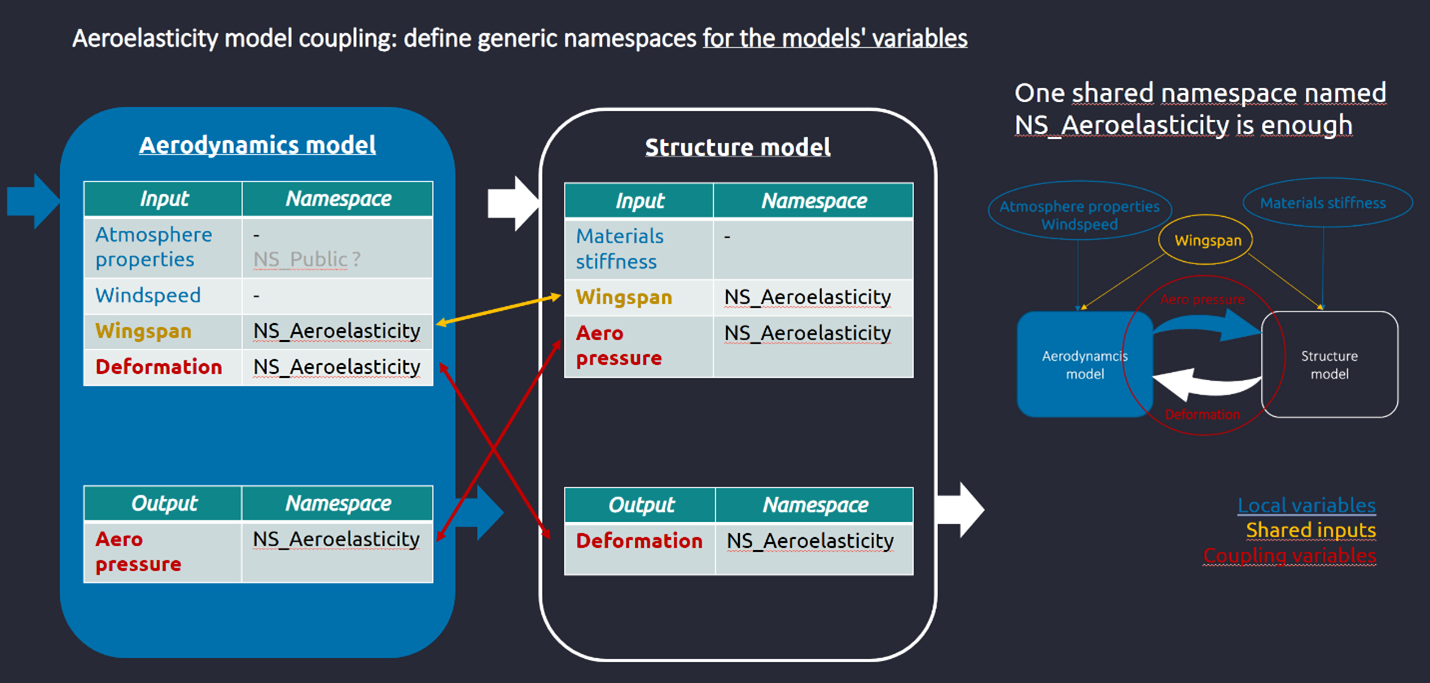 Aeroelasticity model coupling: define generic namespaces for the models' variables
One shared namespace named
NS_Aeroelasticity is enough
Aerodynamics model
Input Namespace
Atmosphere
properties
-
NS_Public ?
Windspeed -
Wingspan NS_Aeroelasticity
Deformation NS_Aeroelasticity
Output Namespace
Aero
pressure
NS_Aeroelasticity
Structure model
Input Namespace
Materials
stiffness
-
Wingspan NS_Aeroelasticity
Aero
pressure
NS_Aeroelasticity
Output Namespace
Deformation NS_Aeroelasticity
Atmosphere properties
Windspeed
Materials stiffness
Wingspan
Aero pressure
Aerodynamcis
model
Structure
model
Deformation
Local variables
Shared inputs
Coupling variables